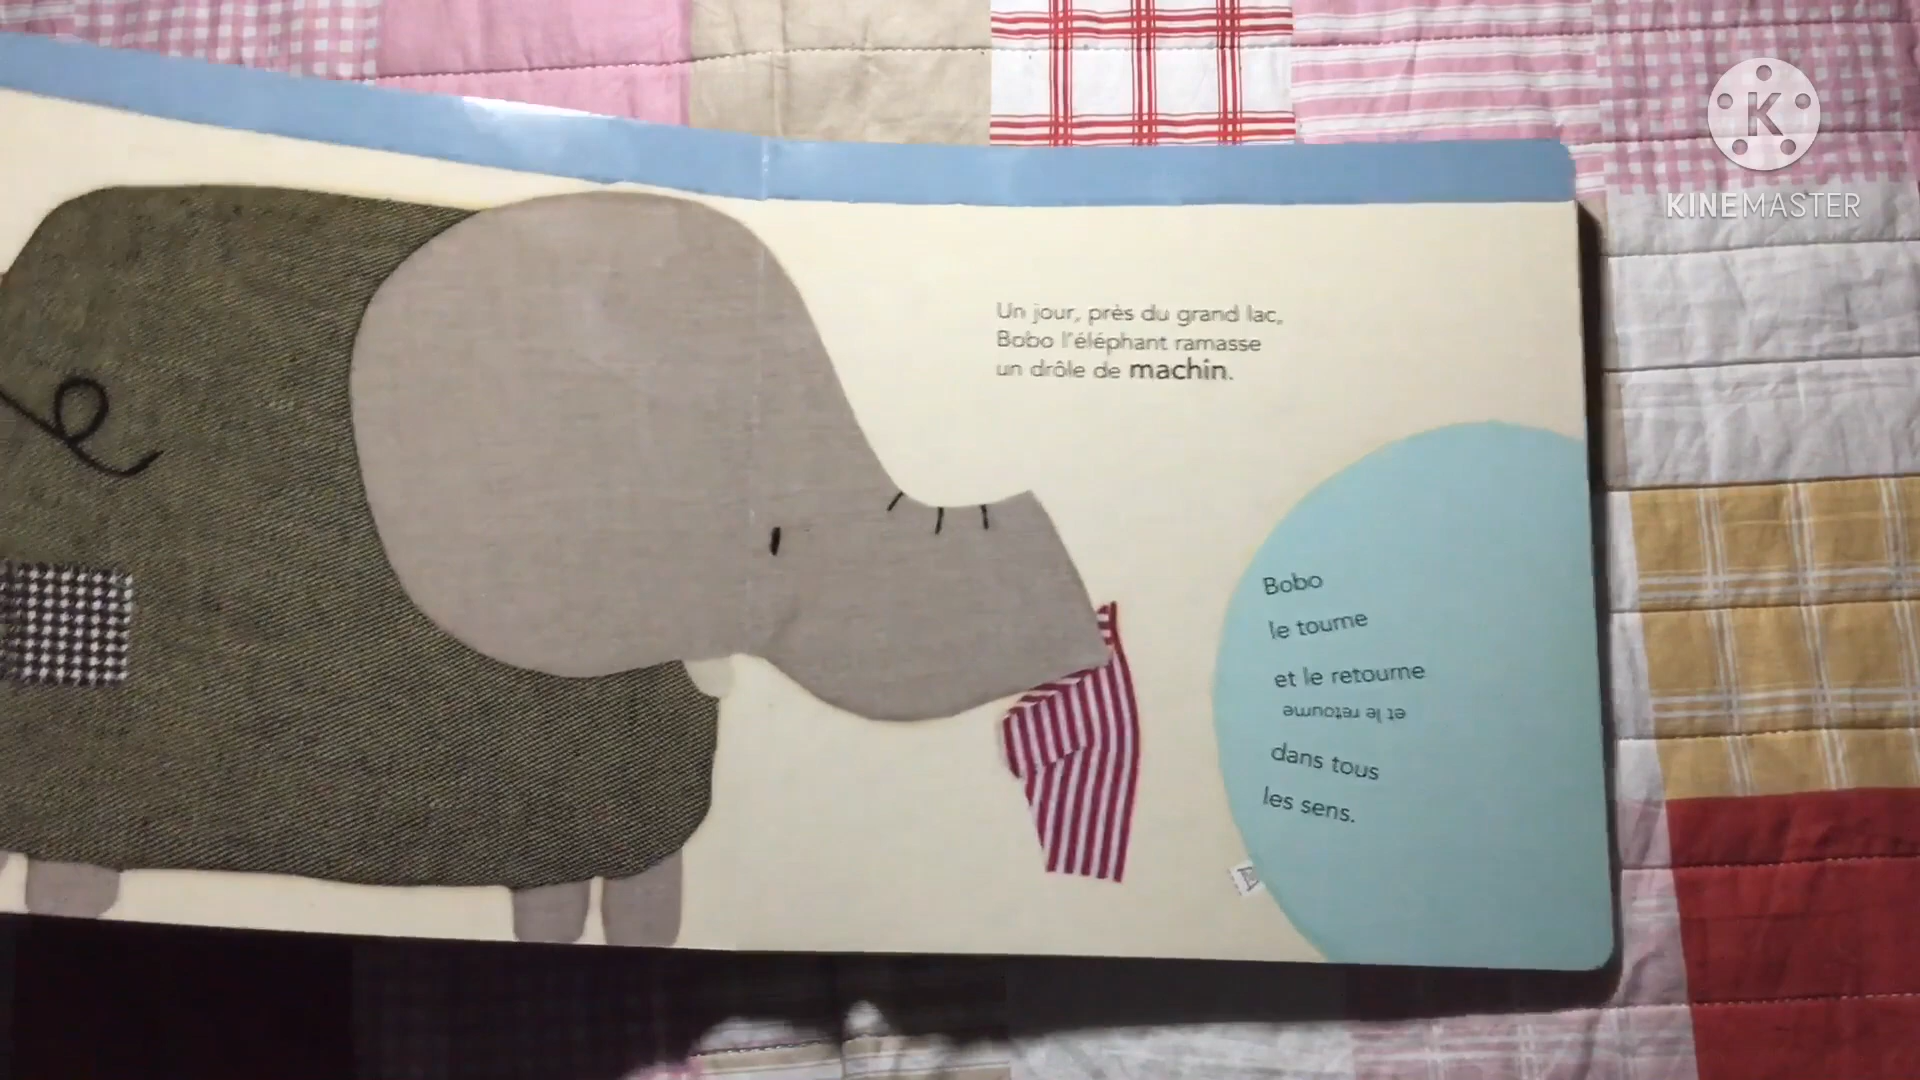 Un jour, près du grand lac,
Bobo l'éléphant ramasse
un drôle de machin.
Bobo
le tourne
et le retourne
et le retourne
dans tous
les sens.
K
KINEMASTER